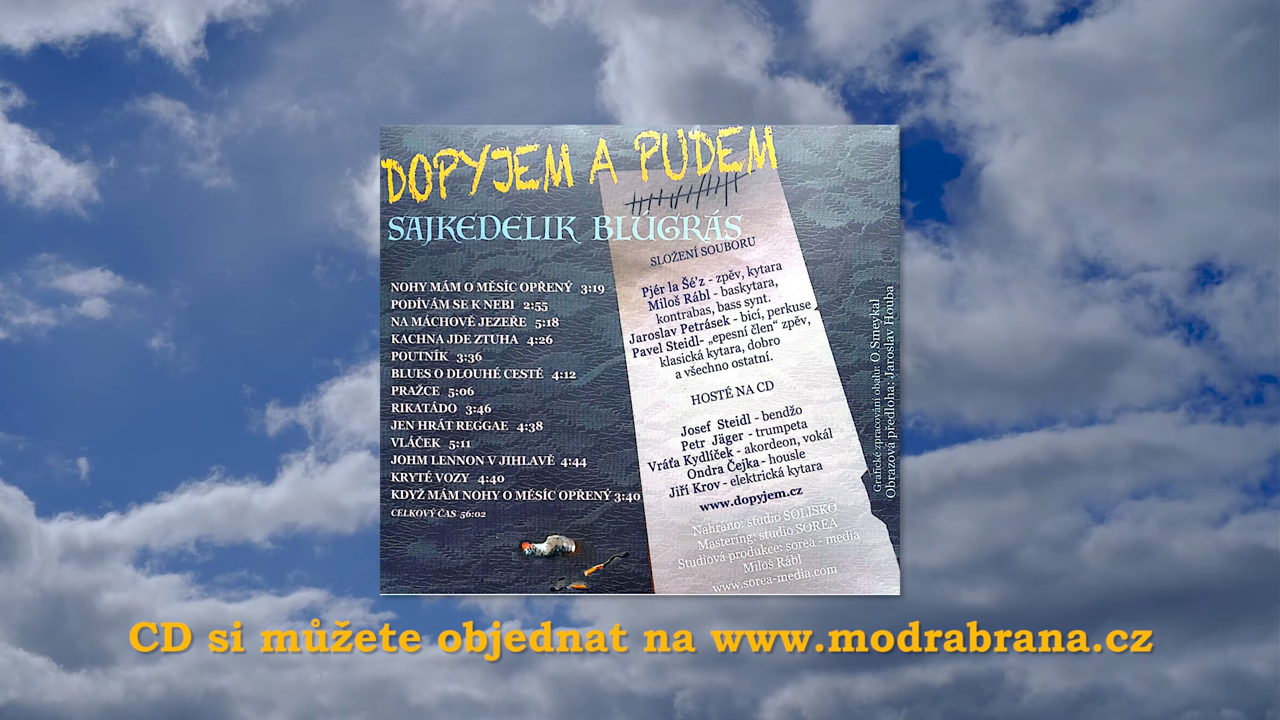 DOPYJEM A PUDEM
SAJKEDELIK BLÚGRÁS
NOHY MÁM O MĚSÍC OPŘENÝ 3:19
PODÍVÁM SE K NEBI 2:55
NA MÁCHOVĚ JEZEŘE 5:18
KACHNA JDE ZTUHA 4:26
POUTNÍK 3:36
BLUES O DLOUHÉ CESTĚ 4:12
PRAŽCE 5:06
RIKATÁDO 3:46
JEN HRÁT REGGAE 4:38
VLÁČEK 5:11
JOHM LENNON V JIHLAVĚ 4:44
KRYTÉ VOZY 4:40
KDYŽ MÁM NOHY O MĚSÍC OPŘENÝ 3:40
CELKOVÝ ČAS 56:02
SLOŽENÍ SOUBORU
Pjér la Šé'z - zpěv, kytara
Miloš Rábl - baskytara,
kontrabas, bass synt.
Jaroslav Petrásek - bicí, perkuse
Pavel Steidl- „epesní člen" zpěv,
klasická kytara, dobro
a všechno ostatní.
HOSTÉ NA CD
Josef Steidl - bendžo
Petr Jäger - trumpeta
Vráťa Kydlíček - akordeon, vokál
Ondra Čejka - housle
Jiří Krov - elektrická kytara
www.dopyjem.cz
Nahráno: studio SOLISKO
Mastering: studio SOREA
Studiová produkce: sorea - media
Miloš Rábl
www.sorea-media.com
Grafické zpracování obalu: O.Smeykal
Obrazová předloha: Jaroslav Houba
CD si můžete objednat na www.modrabrana.cz